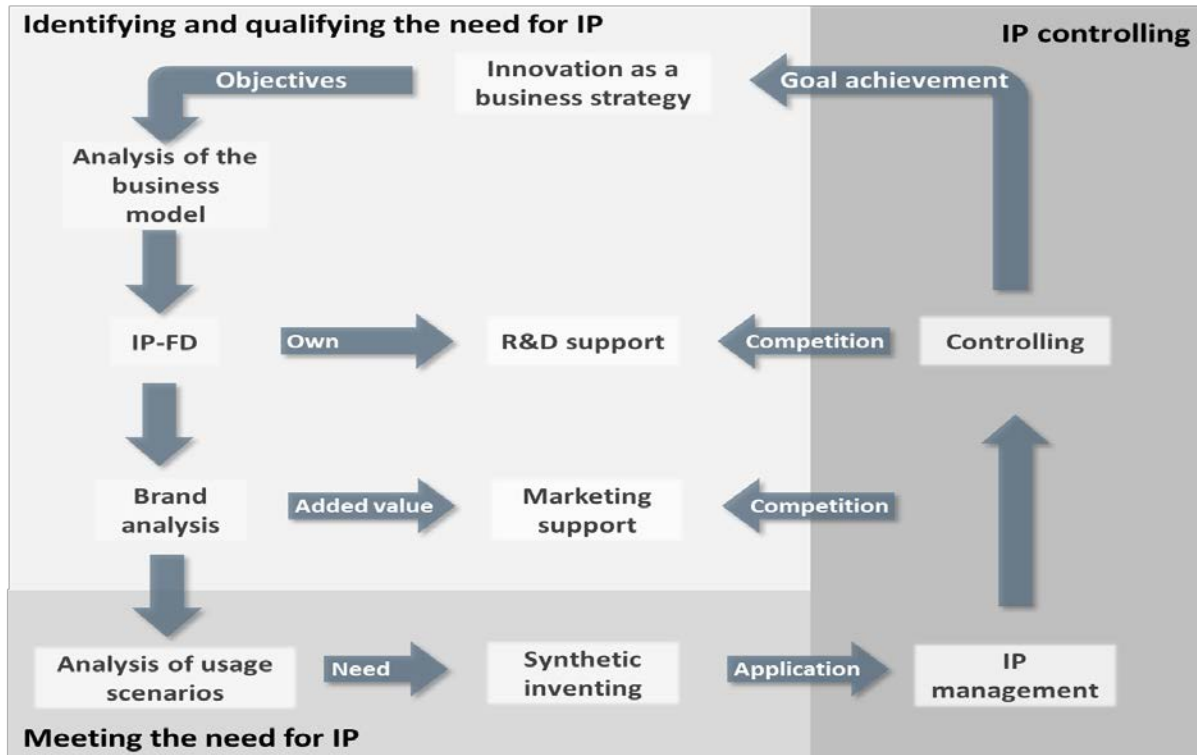 Identifying and qualifying the need for IP
IP controlling
Objectives
Innovation as a
business strategy
Goal achievement
Analysis of the
business
model
IP-FD
Own
R&D support
Competition
Controlling
Brand
analysis
Added value
Marketing
support
Competition
Analysis of usage
scenarios
Need
Synthetic
inventing
Application
IP
management
Meeting the need for IP